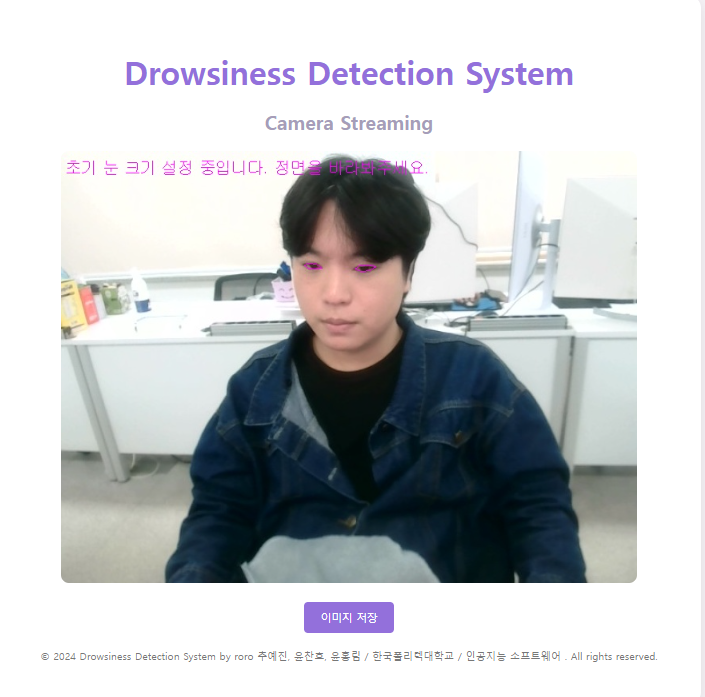 Drowsiness Detection System
Camera Streaming
초기 눈 크기 설정 중입니다. 정면을 바라봐주세요.
이미지 저장
© 2024 Drowsiness Detection System by roro 추예진, 윤찬호, 윤홍림 / 한국폴리텍대학교 / 인공지능 소프트웨어 . All rights reserved.